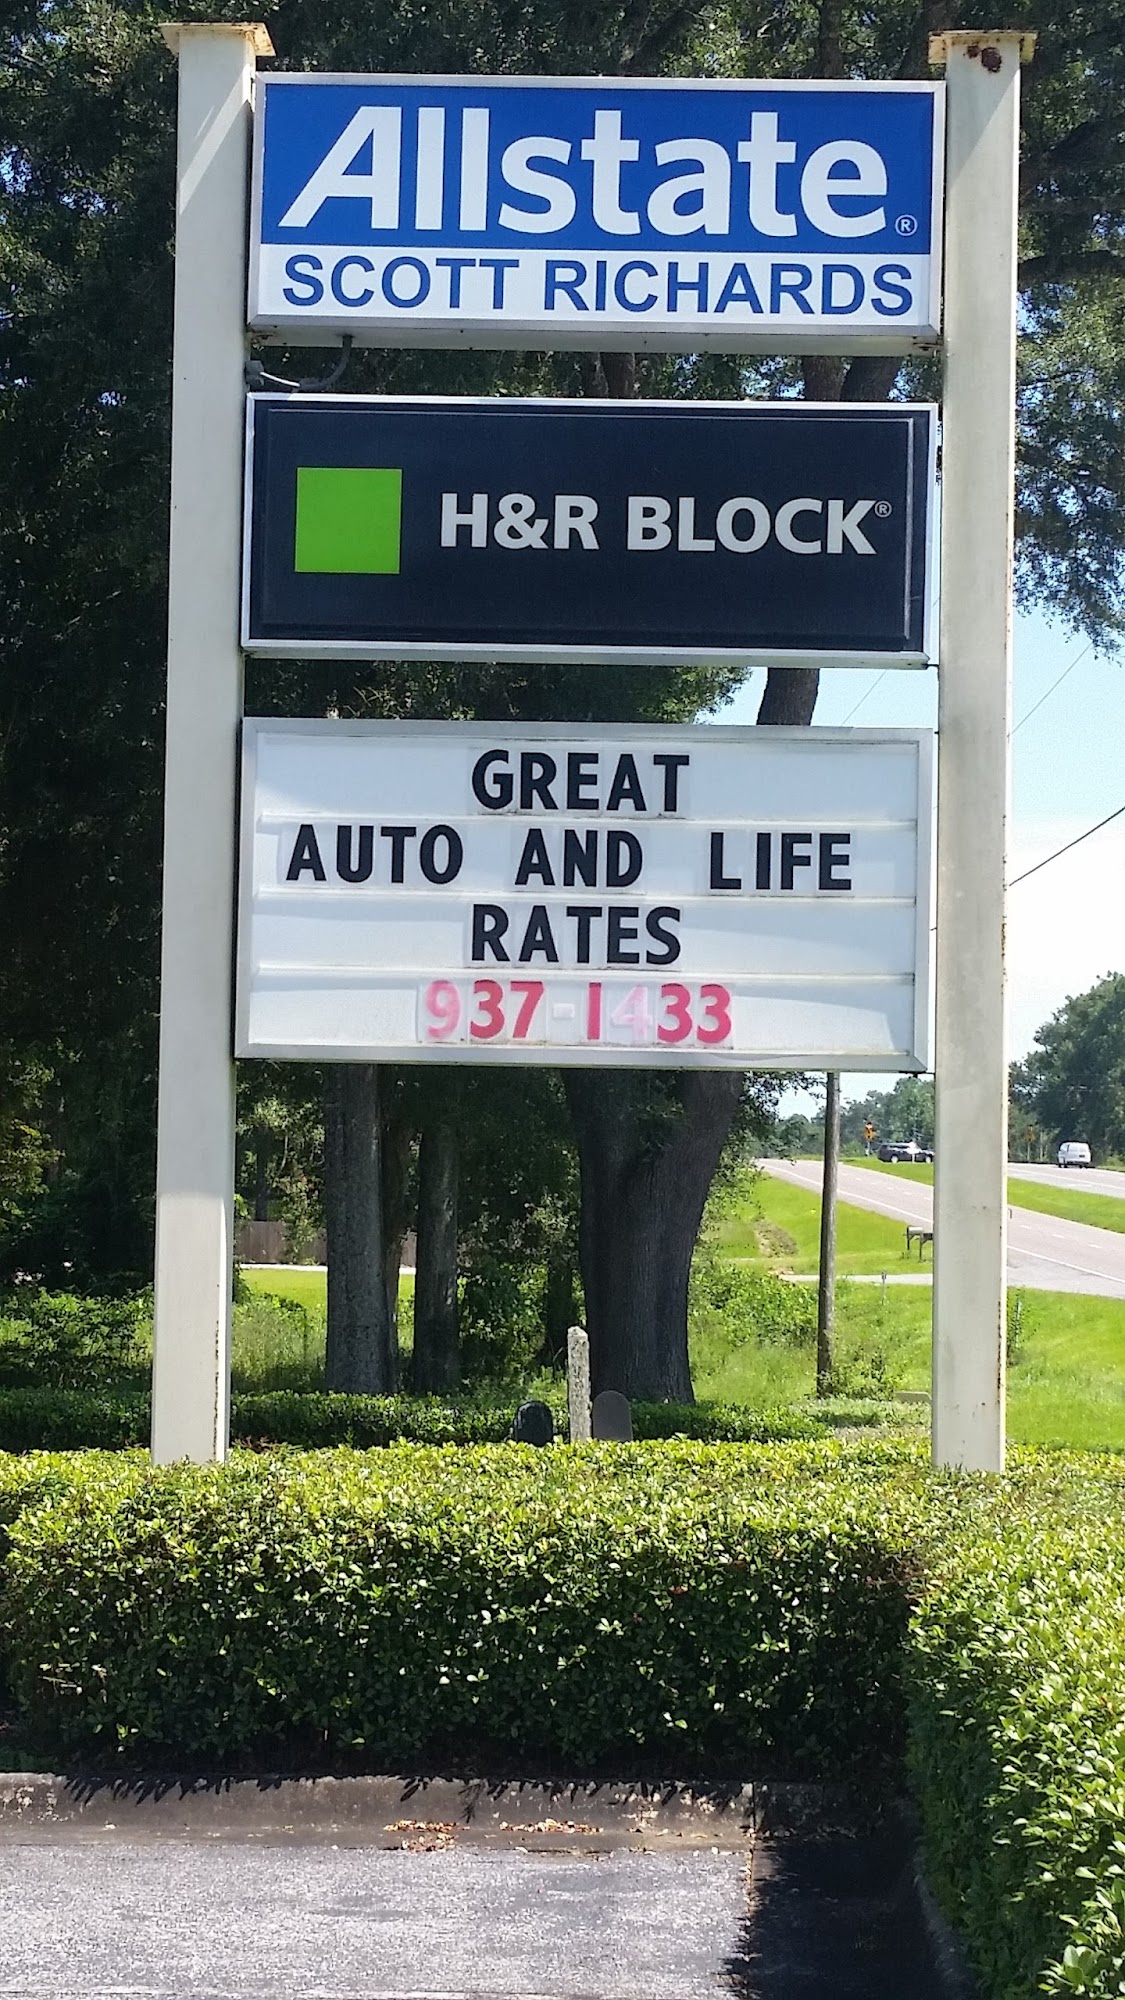 Allstate®
SCOTT RICHARDS
H&R BLOCK®
GREAT
AUTO AND LIFE
RATES
937-1433